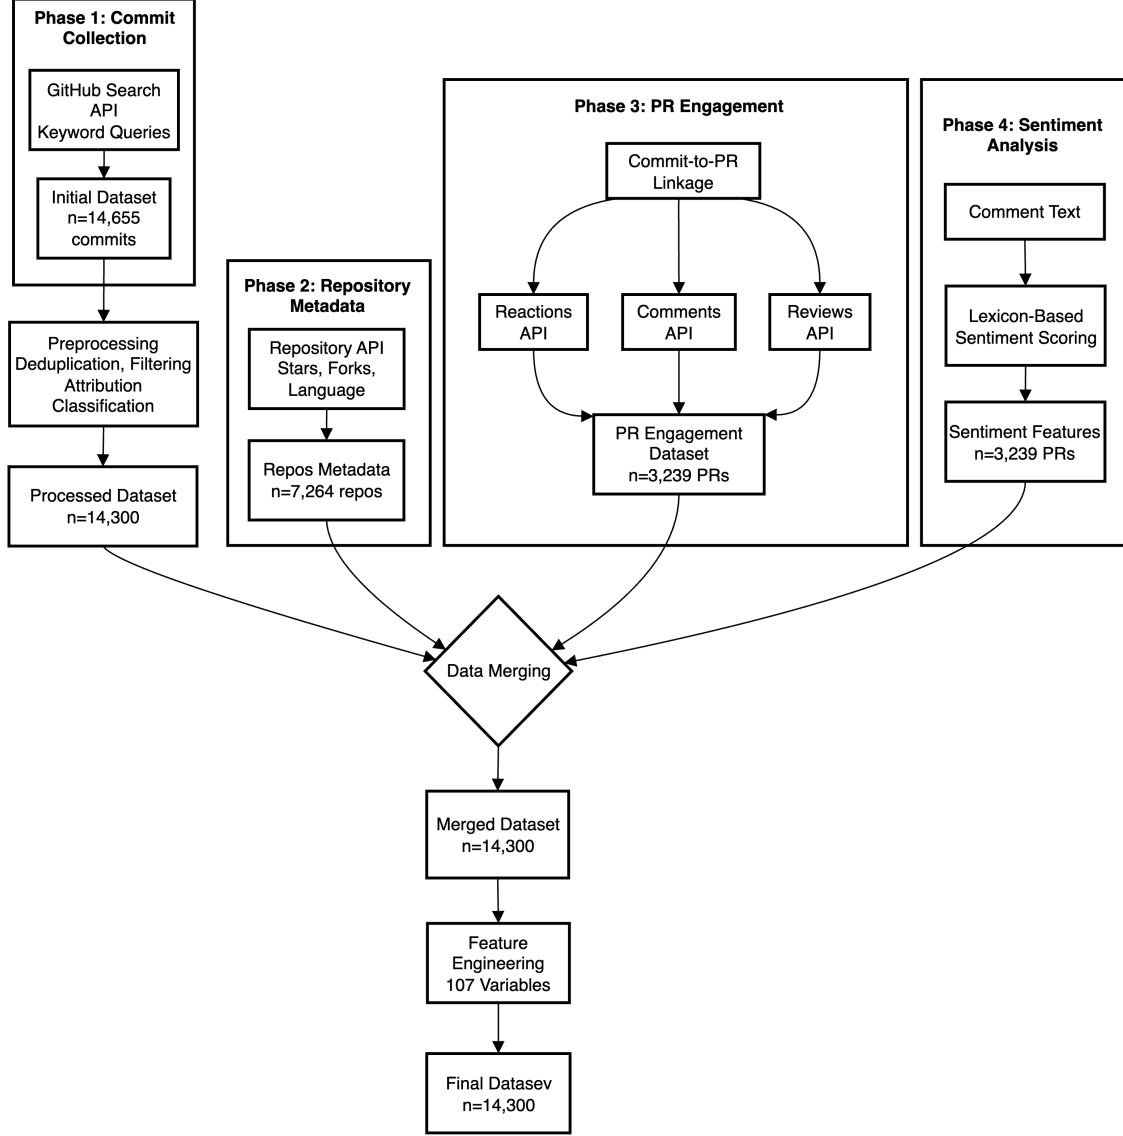 Phase 1: Commit
Collection
GitHub Search
API
Keyword Queries
Initial Dataset
n=14,655
commits
Preprocessing
Deduplication, Filtering
Attribution
Classification
Processed Dataset
n=14,300
Phase 2: Repository
Metadata
Repository API
Stars, Forks,
Language
Repos Metadata
n=7,264 repos
Phase 3: PR Engagement
Commit-to-PR
Linkage
Reactions
API
Comments
API
Reviews
API
PR Engagement
Dataset
n=3,239 PRs
Phase 4: Sentiment
Analysis
Comment Text
Lexicon-Based
Sentiment Scoring
Sentiment Features
n=3,239 PRs
Data Merging
Merged Dataset
n=14,300
Feature
Engineering
107 Variables
Final Datasev
n=14,300